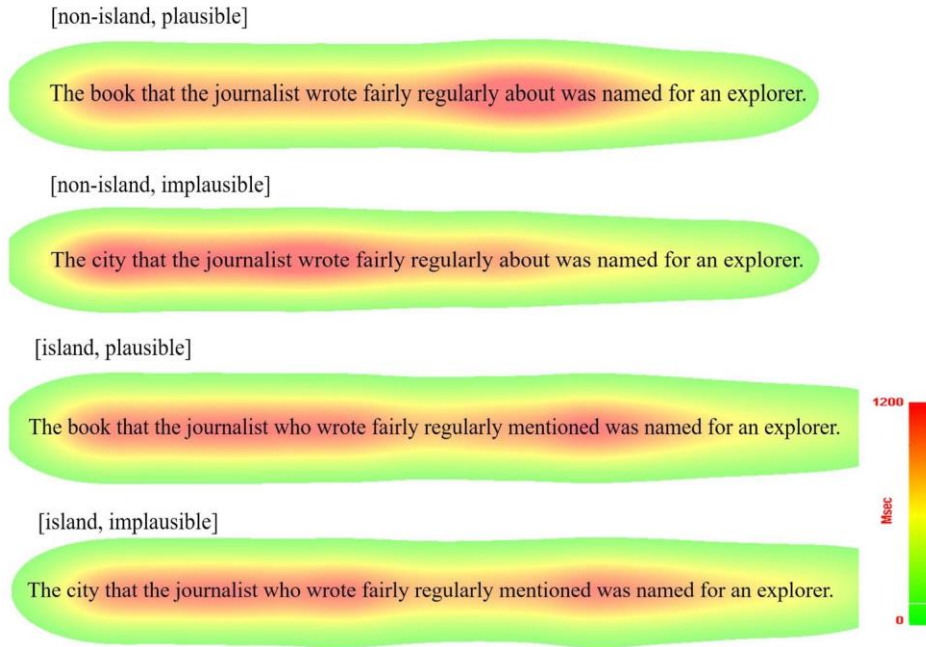 [non-island, plausible]
The book that the journalist wrote fairly regularly about was named for an explorer.
[non-island, implausible]
The city that the journalist wrote fairly regularly about was named for an explorer.
[island, plausible]
The book that the journalist who wrote fairly regularly mentioned was named for an explorer.
[island, implausible]
The city that the journalist who wrote fairly regularly mentioned was named for an explorer.
1200
Msec
0